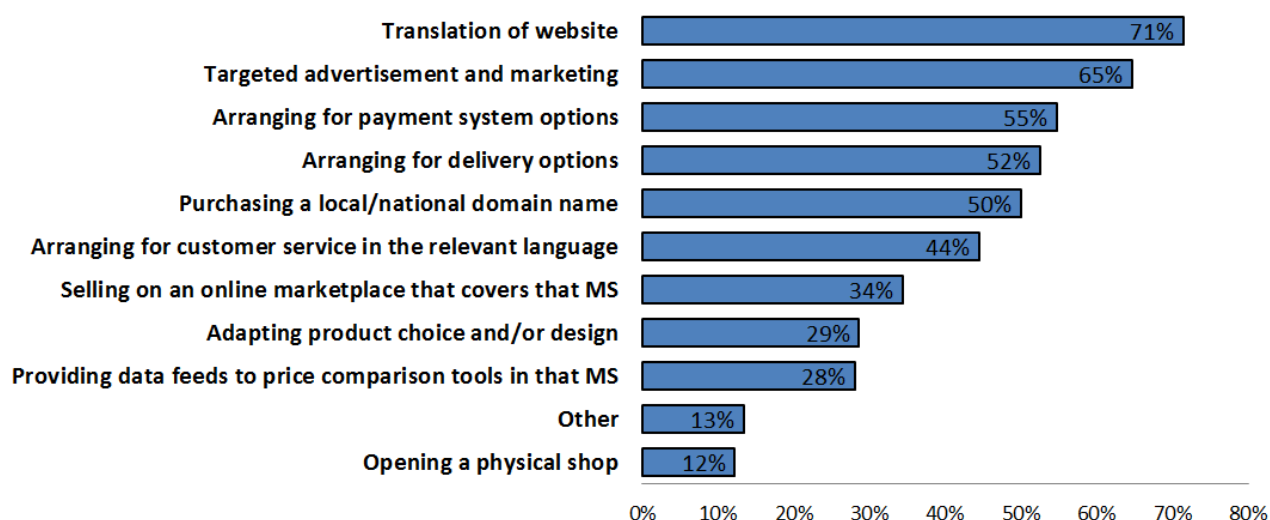 Translation of website 71%
Targeted advertisement and marketing 65%
Arranging for payment system options 55%
Arranging for delivery options 52%
Purchasing a local/national domain name 50%
Arranging for customer service in the relevant language 44%
Selling on an online marketplace that covers that MS 34%
Adapting product choice and/or design 29%
Providing data feeds to price comparison tools in that MS 28%
Other 13%
Opening a physical shop 12%
0% 10% 20% 30% 40% 50% 60% 70% 80%